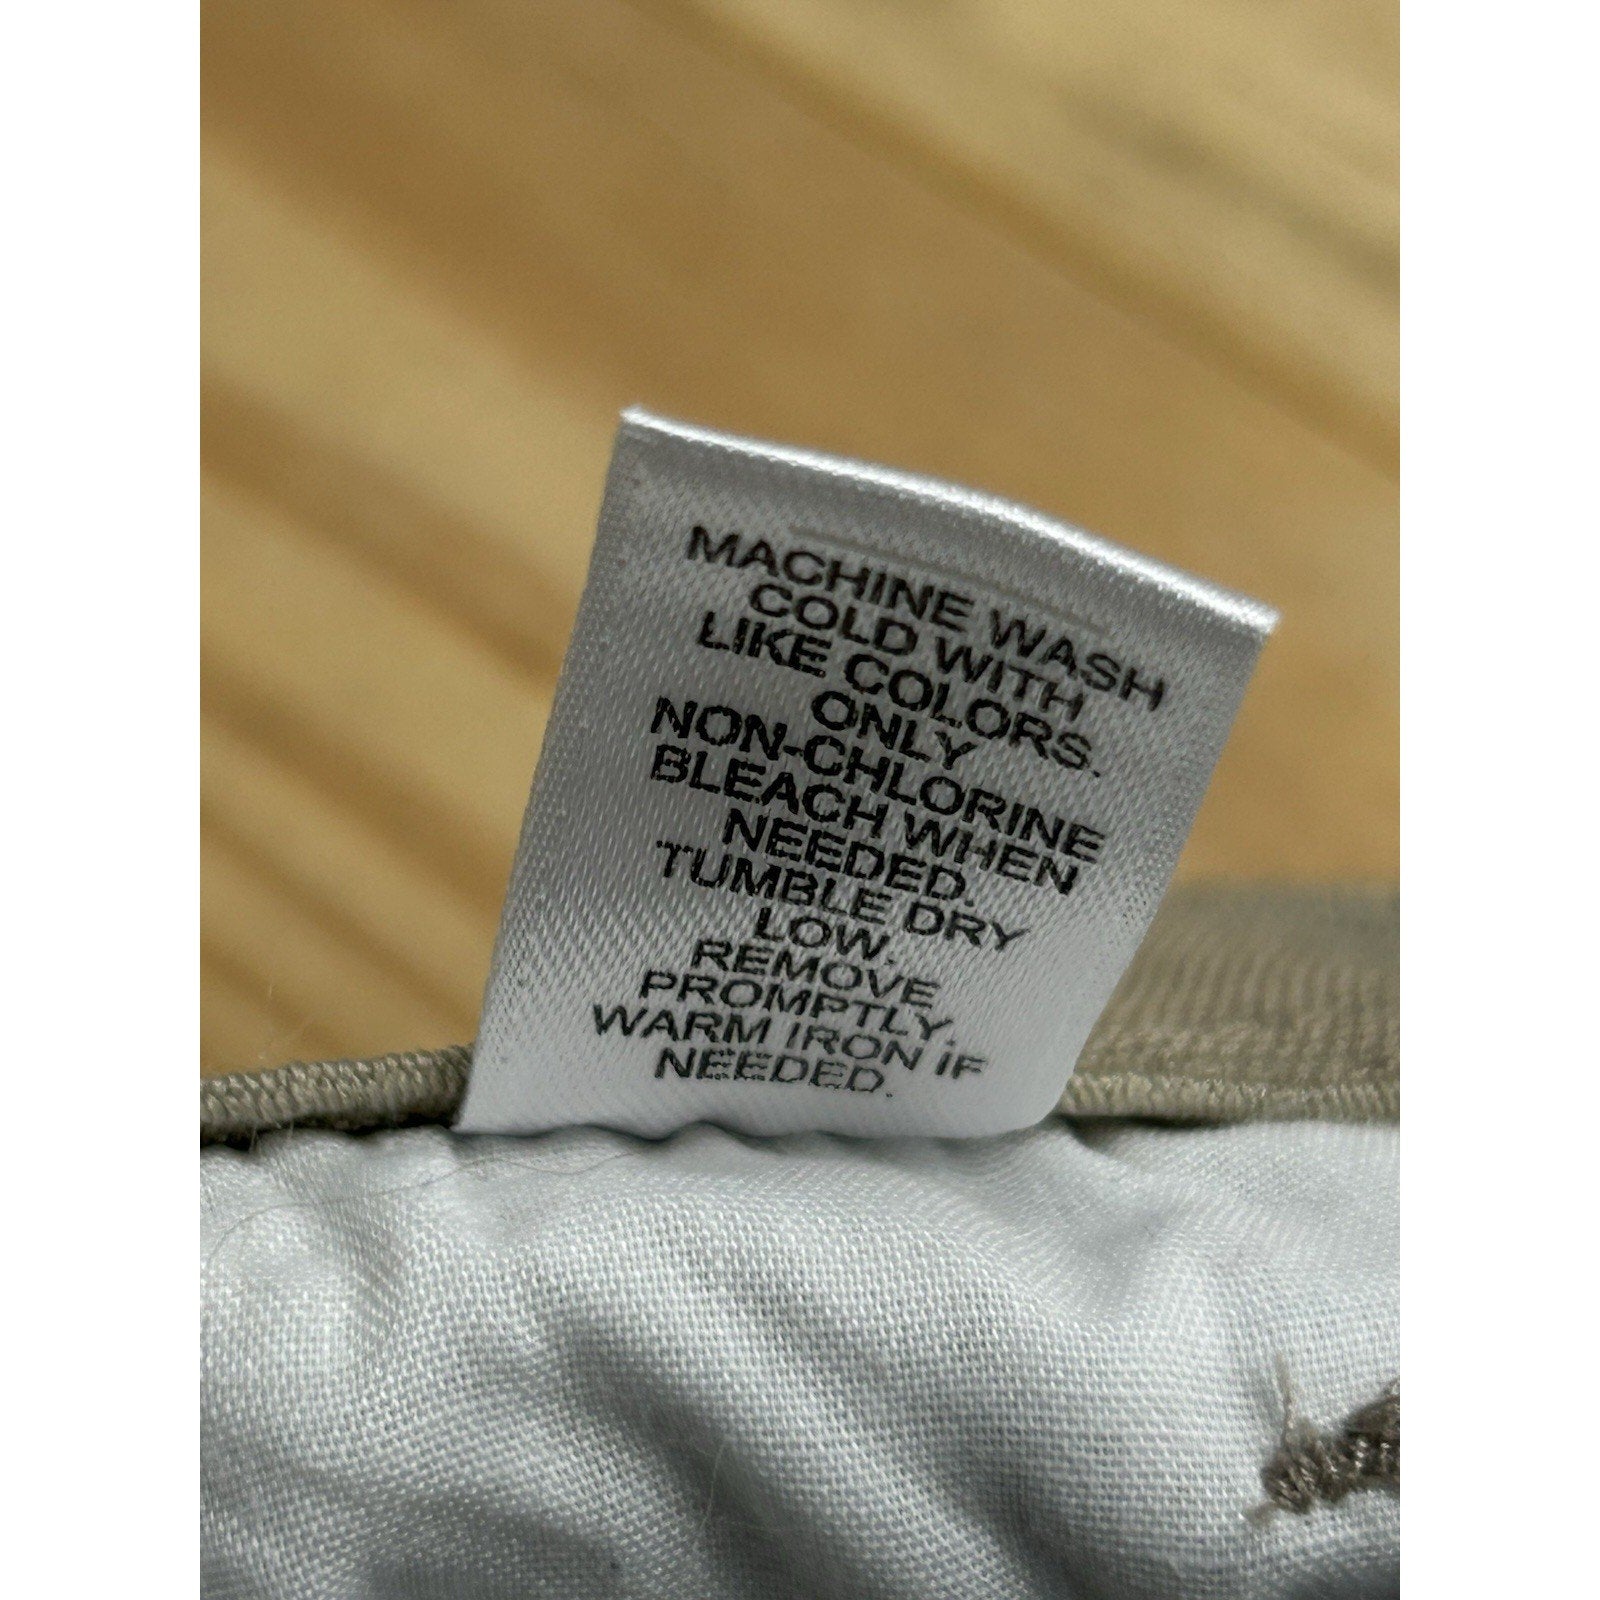 MACHINE WASH
COLD WITH
LIKE COLORS.
ONLY
NON-CHLORINE
BLEACH WHEN
NEEDED.
TUMBLE DRY
LOW.
REMOVE
PROMPTLY.
WARM IRON IF
NEEDED.